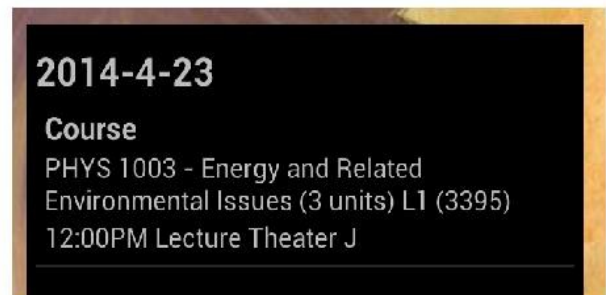 2014-4-23
Course
PHYS 1003 - Energy and Related
Environmental Issues (3 units) L1 (3395)
12:00PM Lecture Theater J